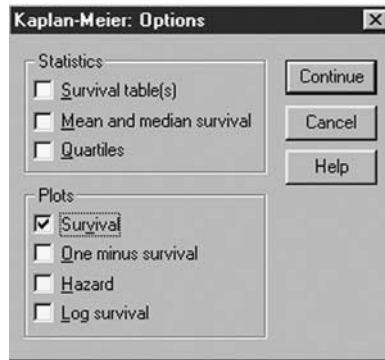 Kaplan-Meier: Options
Statistics
Survival table(s)
Mean and median survival
Quartiles
Plots
Survival
One minus survival
Hazard
Log survival
Continue
Cancel
Help